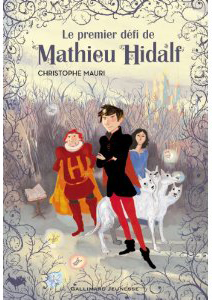 Le premier défi de
Mathieu Hidalf
CHRISTOPHE MAURI
H
GALLIMARD JEUNESSE